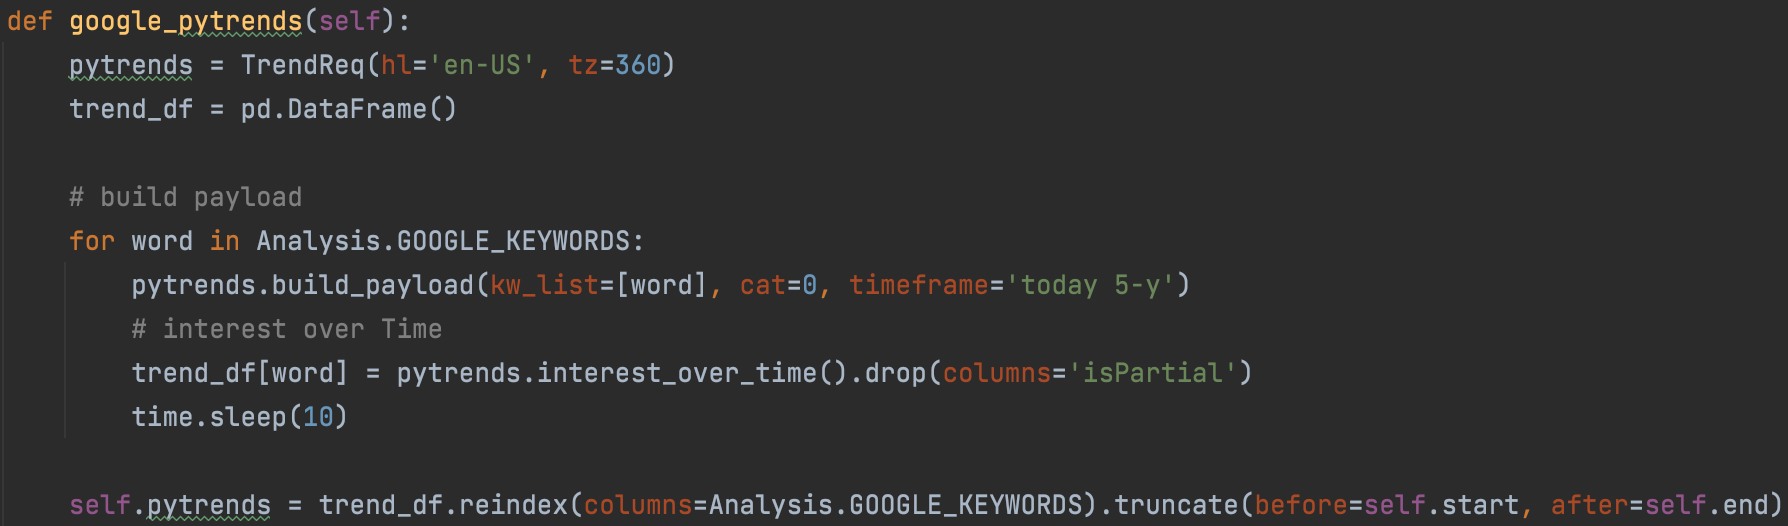 def google_pytrends(self):
    pytrends = TrendReq(hl='en-US', tz=360)
    trend_df = pd.DataFrame()

    # build payload
    for word in Analysis.GOOGLE_KEYWORDS:
        pytrends.build_payload(kw_list=[word], cat=0, timeframe='today 5-y')
        # interest over Time
        trend_df[word] = pytrends.interest_over_time().drop(columns='isPartial')
        time.sleep(10)

    self.pytrends = trend_df.reindex(columns=Analysis.GOOGLE_KEYWORDS).truncate(before=self.start, after=self.end)